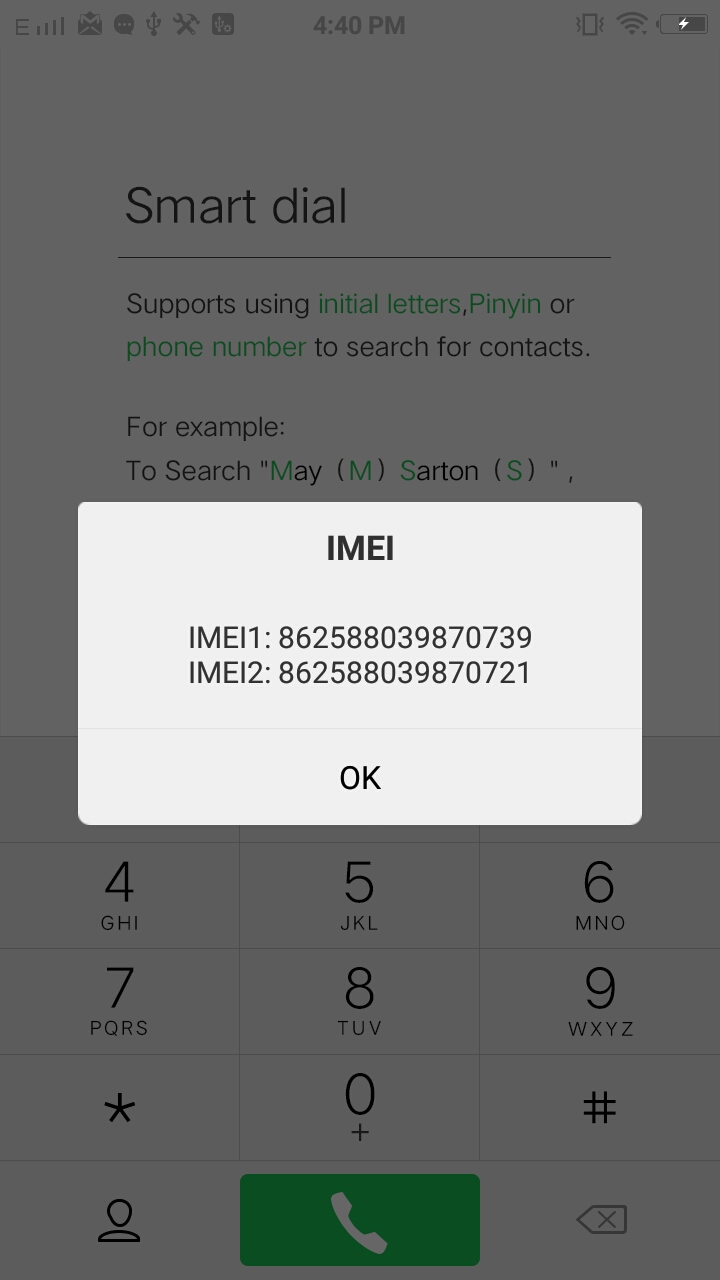 E 4:40 PM
Smart dial
Supports using initial letters,Pinyin or
phone number to search for contacts.
For example:
To Search "May（M）Sarton（S）",
IMEI
IMEI1: 862588039870739
IMEI2: 862588039870721
OK
4 5 6
GHI JKL MNO
7 8 9
PQRS TUV WXYZ
* 0 #
+